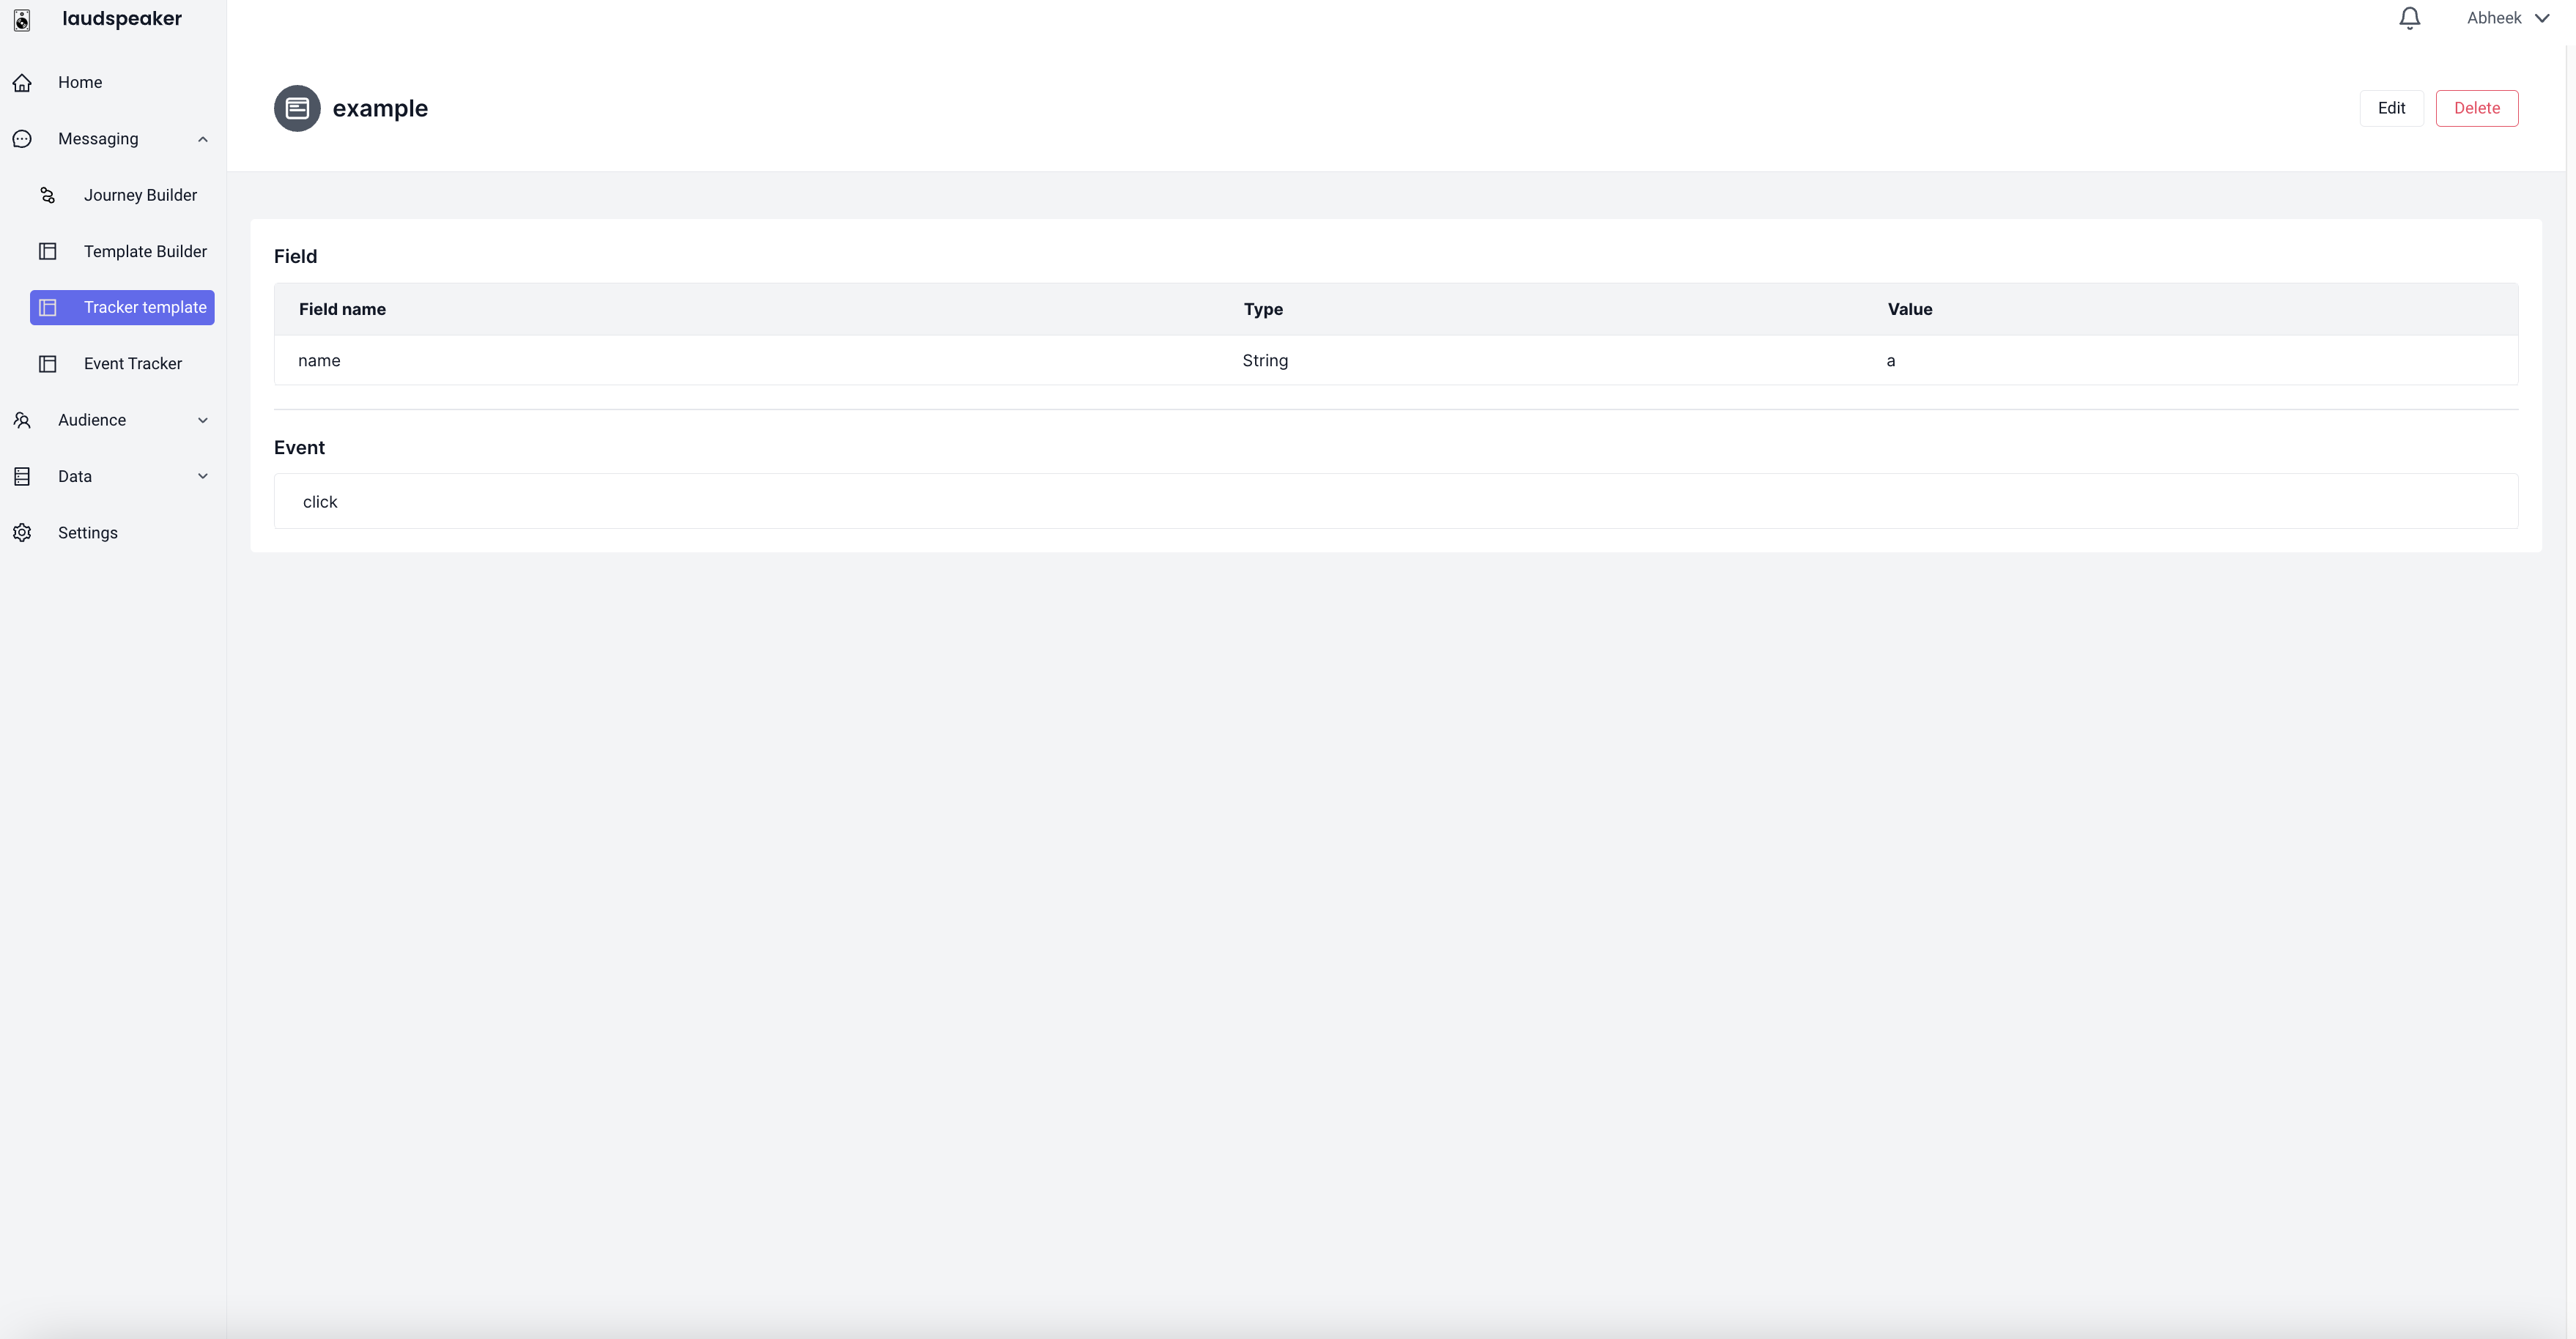 laudspeaker
Abheek
Home
Messaging
Journey Builder
Template Builder
Tracker template
Event Tracker
Audience
Data
Settings
example
Edit
Delete
Field
Field name Type Value
name String a
Event
click